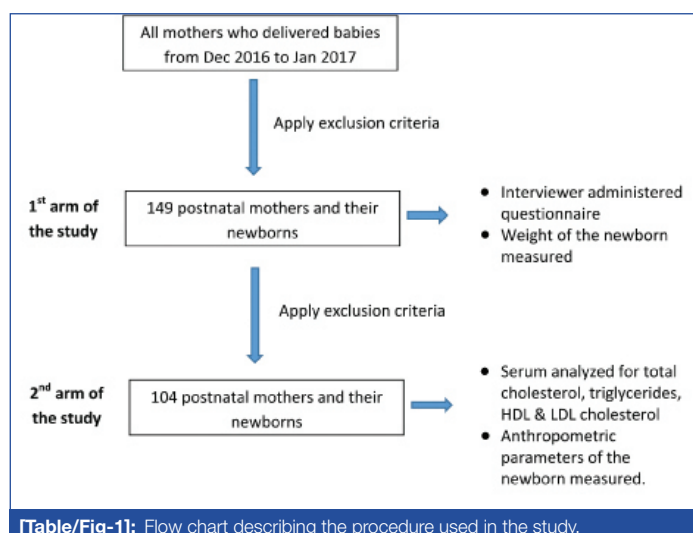 All mothers who delivered babies
from Dec 2016 to Jan 2017
Apply exclusion criteria
1st arm of
the study
149 postnatal mothers and their
newborns
● Interviewer administered
questionnaire
● Weight of the newborn
measured
Apply exclusion criteria
2nd arm of
the study
104 postnatal mothers and their
newborns
● Serum analyzed for total
cholesterol, triglycerides,
HDL & LDL cholesterol
● Anthropometric
parameters of the
newborn measured.
[Table/Fig-1]: Flow chart describing the procedure used in the study.